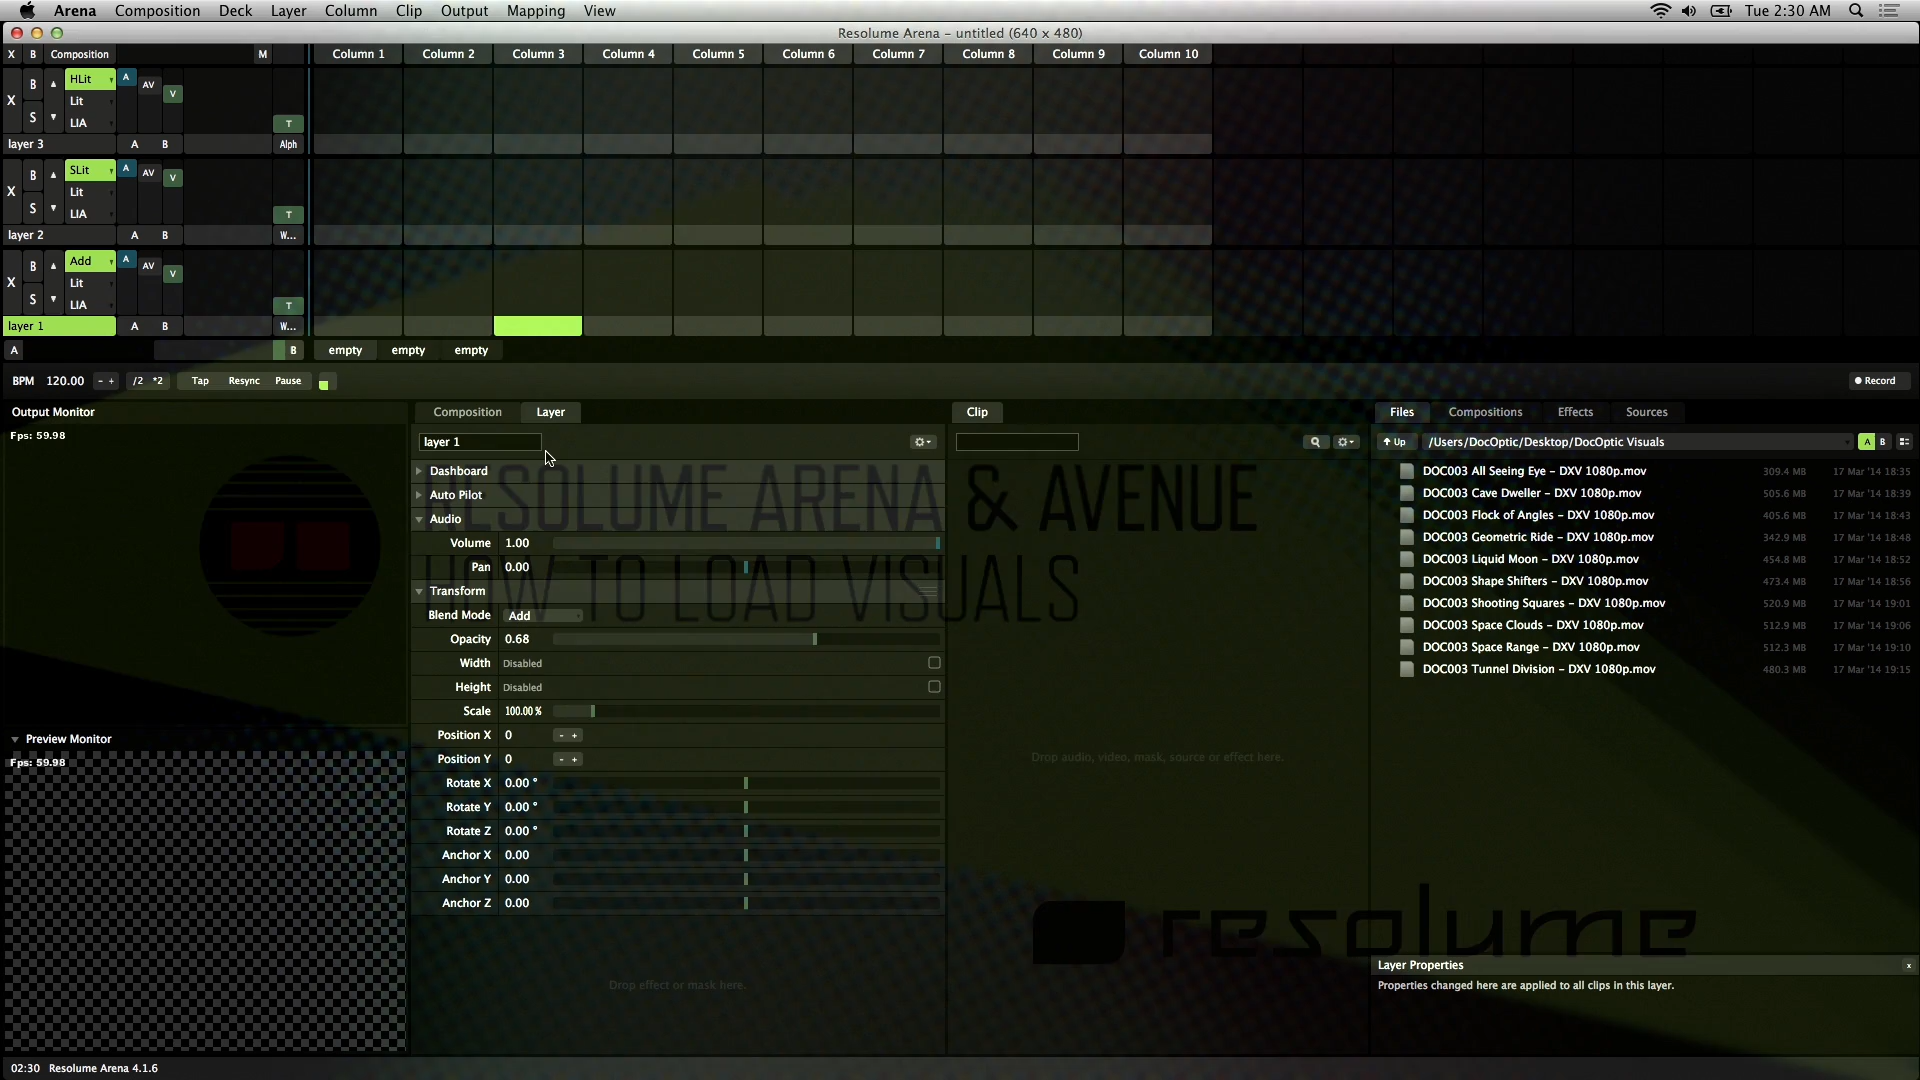 Arena Composition Deck Layer Column Clip Output Mapping View Tue 2:30 AM
Resolume Arena – untitled (640 x 480)
X B Composition M Column 1 Column 2 Column 3 Column 4 Column 5 Column 6 Column 7 Column 8 Column 9 Column 10
HLit A
B AV
V
X Lit
S LIA T
layer 3 A B Alph
SLit A
B AV V
X Lit
S LIA T
layer 2 A B W...
Add A
B AV
V
X Lit
S LIA T
layer 1 A B W...
A B empty empty empty
BPM 120.00 - + /2 *2 Tap Resync Pause Record
Output Monitor
Fps: 59.98
Preview Monitor
Fps: 59.98
Composition Layer
layer 1
Dashboard
Auto Pilot
Audio
Volume 1.00
Pan 0.00
Transform
Blend Mode Add
Opacity 0.68
Width Disabled
Height Disabled
Scale 100.00 %
Position X 0 - +
Position Y 0 - +
Rotate X 0.00 °
Rotate Y 0.00 °
Rotate Z 0.00 °
Anchor X 0.00
Anchor Y 0.00
Anchor Z 0.00
Drop effect or mask here.
RESOLUME ARENA & AVENUE
HOW TO LOAD VISUALS
Clip
Drop audio, video, mask, source or effect here.
Files Compositions Effects Sources
Up /Users/DocOptic/Desktop/DocOptic Visuals A B
DOC003 All Seeing Eye – DXV 1080p.mov 309.4 MB 17 Mar '14 18:35
DOC003 Cave Dweller – DXV 1080p.mov 505.6 MB 17 Mar '14 18:39
DOC003 Flock of Angles – DXV 1080p.mov 405.6 MB 17 Mar '14 18:43
DOC003 Geometric Ride – DXV 1080p.mov 342.9 MB 17 Mar '14 18:48
DOC003 Liquid Moon – DXV 1080p.mov 454.8 MB 17 Mar '14 18:52
DOC003 Shape Shifters – DXV 1080p.mov 473.4 MB 17 Mar '14 18:56
DOC003 Shooting Squares – DXV 1080p.mov 520.9 MB 17 Mar '14 19:01
DOC003 Space Clouds – DXV 1080p.mov 512.9 MB 17 Mar '14 19:06
DOC003 Space Range – DXV 1080p.mov 512.3 MB 17 Mar '14 19:10
DOC003 Tunnel Division – DXV 1080p.mov 480.3 MB 17 Mar '14 19:15
resolume
Layer Properties x
Properties changed here are applied to all clips in this layer.
02:30 Resolume Arena 4.1.6